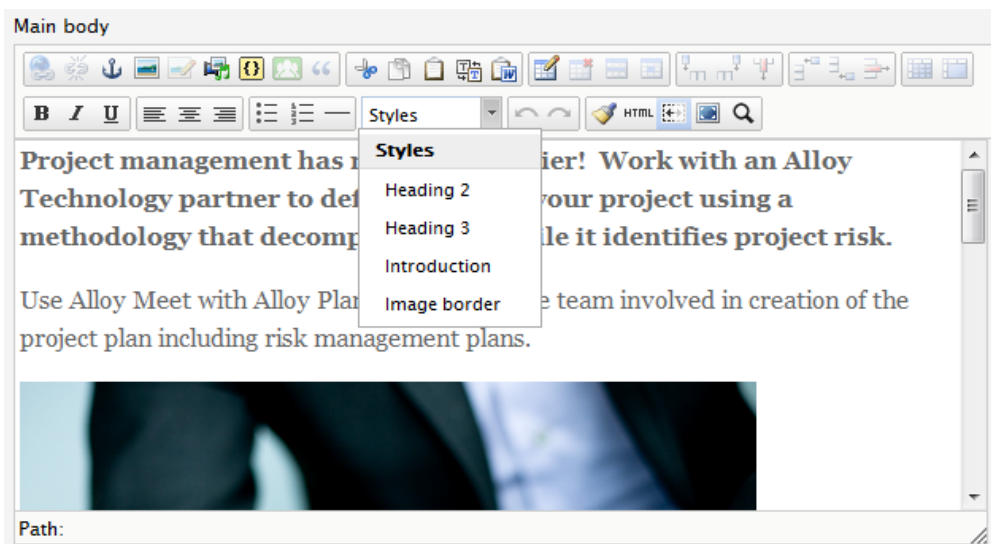 Main body
B I U Styles HTML
Styles
Heading 2
Heading 3
Introduction
Image border
Project management has ier! Work with an Alloy
Technology partner to def your project using a
methodology that decomp le it identifies project risk.
Use Alloy Meet with Alloy Plan e team involved in creation of the
project plan including risk management plans.
Path: